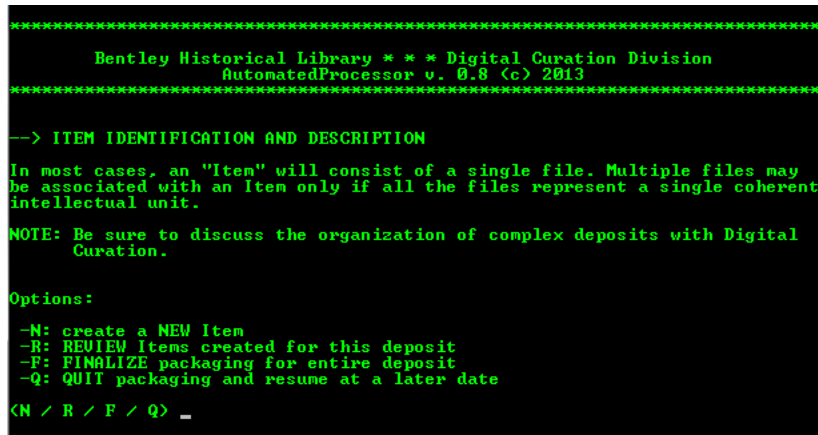 ******************************************************************************
Bentley Historical Library * * * Digital Curation Division
AutomatedProcessor v. 0.8 (c) 2013
******************************************************************************
--> ITEM IDENTIFICATION AND DESCRIPTION
In most cases, an "Item" will consist of a single file. Multiple files may
be associated with an Item only if all the files represent a single coherent
intellectual unit.
NOTE: Be sure to discuss the organization of complex deposits with Digital
Curation.
Options:
-N: create a NEW Item
-R: REVIEW Items created for this deposit
-F: FINALIZE packaging for entire deposit
-Q: QUIT packaging and resume at a later date
(N / R / F / Q) _